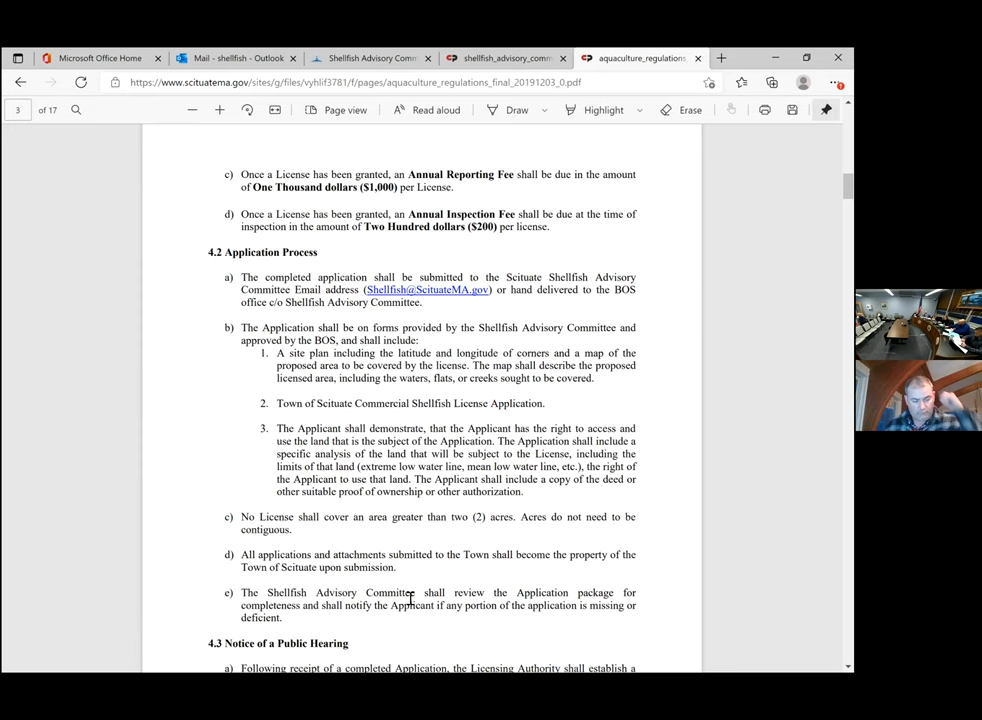 Microsoft Office Home
Mail - shellfish - Outlook
Shellfish Advisory Comm
shellfish_advisory_comm
aquaculture_regulations_
https://www.scituatema.gov/sites/g/files/vyhlif3781/f/pages/aquaculture_regulations_final_20191203_0.pdf
3 of 17
Page view
Read aloud
Draw
Highlight
Erase
c) Once a License has been granted, an Annual Reporting Fee shall be due in the amount
of One Thousand dollars ($1,000) per License.
d) Once a License has been granted, an Annual Inspection Fee shall be due at the time of
inspection in the amount of Two Hundred dollars ($200) per license.
4.2 Application Process
a) The completed application shall be submitted to the Scituate Shellfish Advisory
Committee Email address (Shellfish@ScituateMA.gov) or hand delivered to the BOS
office c/o Shellfish Advisory Committee.
b) The Application shall be on forms provided by the Shellfish Advisory Committee and
approved by the BOS, and shall include:
1. A site plan including the latitude and longitude of corners and a map of the
proposed area to be covered by the license. The map shall describe the proposed
licensed area, including the waters, flats, or creeks sought to be covered.
2. Town of Scituate Commercial Shellfish License Application.
3. The Applicant shall demonstrate, that the Applicant has the right to access and
use the land that is the subject of the Application. The Application shall include a
specific analysis of the land that will be subject to the License, including the
limits of that land (extreme low water line, mean low water line, etc.), the right of
the Applicant to use that land. The Applicant shall include a copy of the deed or
other suitable proof of ownership or other authorization.
c) No License shall cover an area greater than two (2) acres. Acres do not need to be
contiguous.
d) All applications and attachments submitted to the Town shall become the property of the
Town of Scituate upon submission.
e) The Shellfish Advisory Committee shall review the Application package for
completeness and shall notify the Applicant if any portion of the application is missing or
deficient.
4.3 Notice of a Public Hearing
a) Following receipt of a completed Application, the Licensing Authority shall establish a